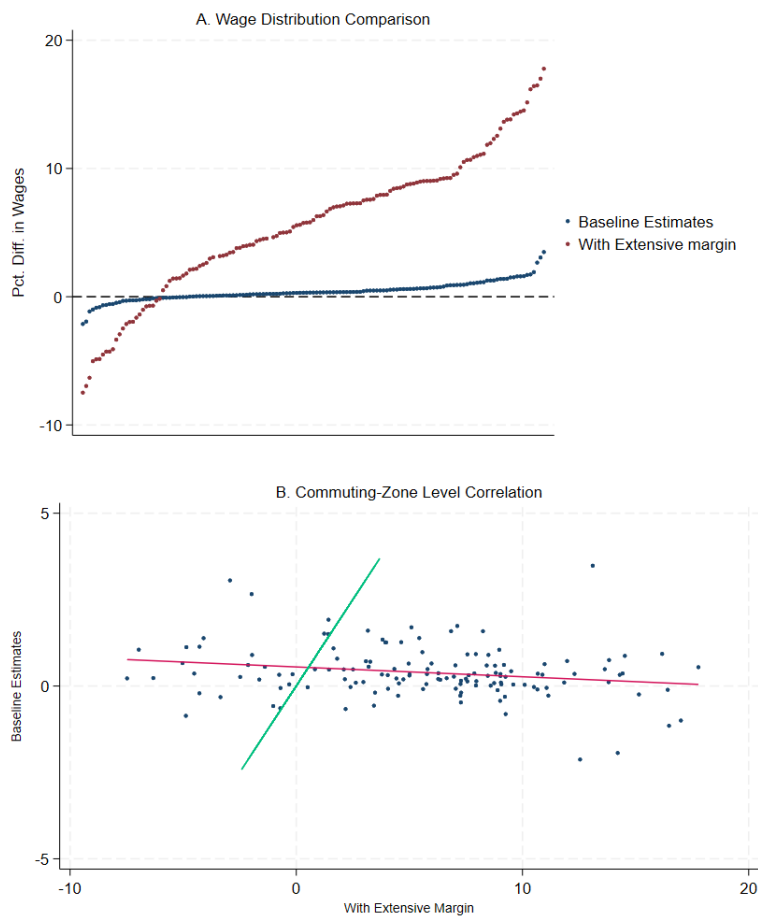 A. Wage Distribution Comparison
20
10
0
-10
Pct. Diff. in Wages
Baseline Estimates
With Extensive margin
B. Commuting-Zone Level Correlation
5
0
-5
Baseline Estimates
-10 0 10 20
With Extensive Margin